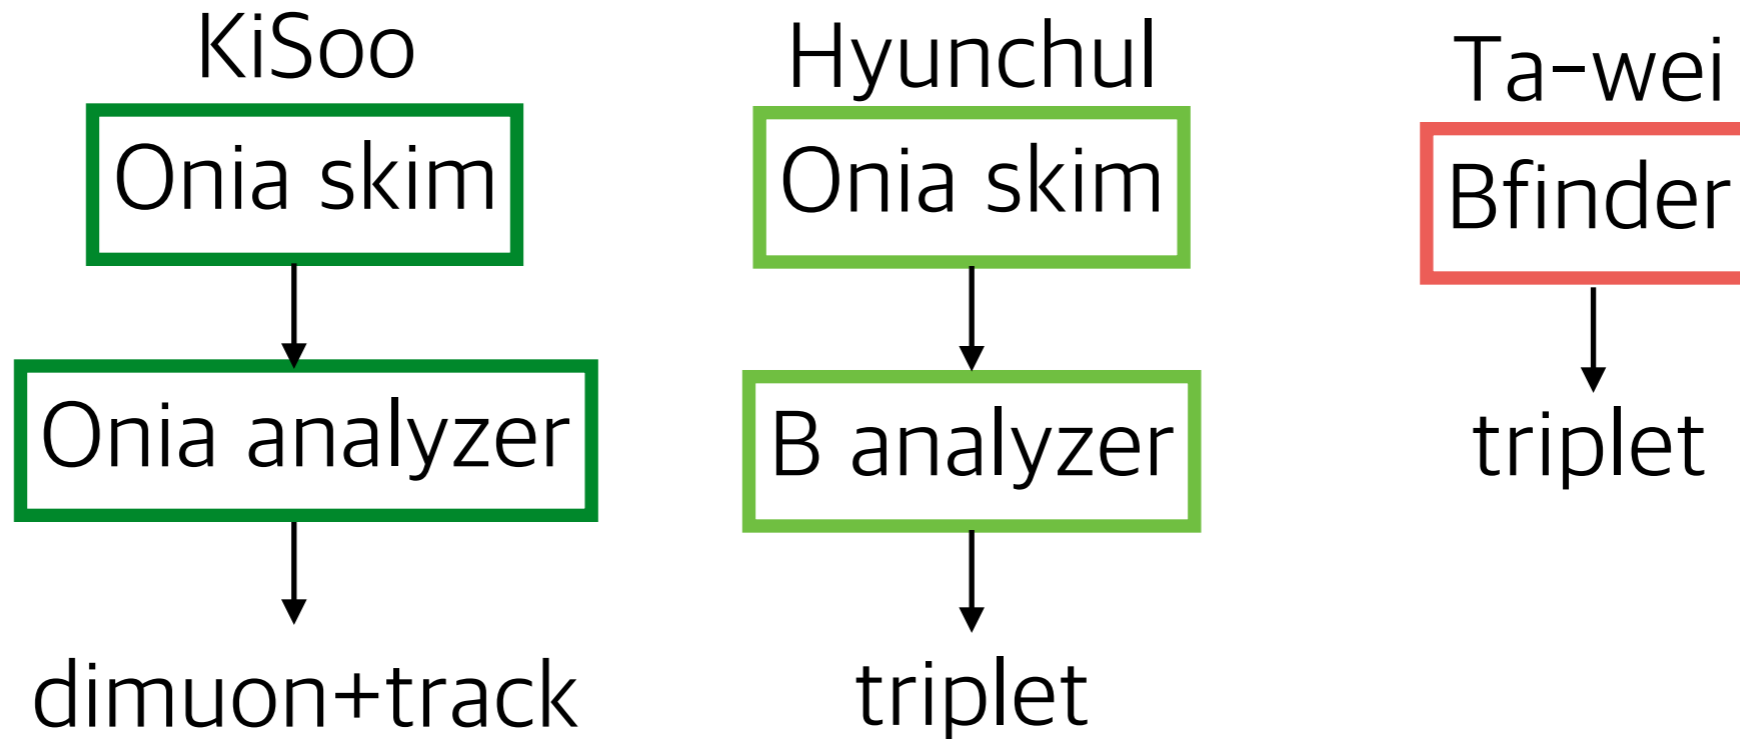 KiSoo
Onia skim
Onia analyzer
dimuon+track
Hyunchul
Onia skim
B analyzer
triplet
Ta-wei
Bfinder
triplet